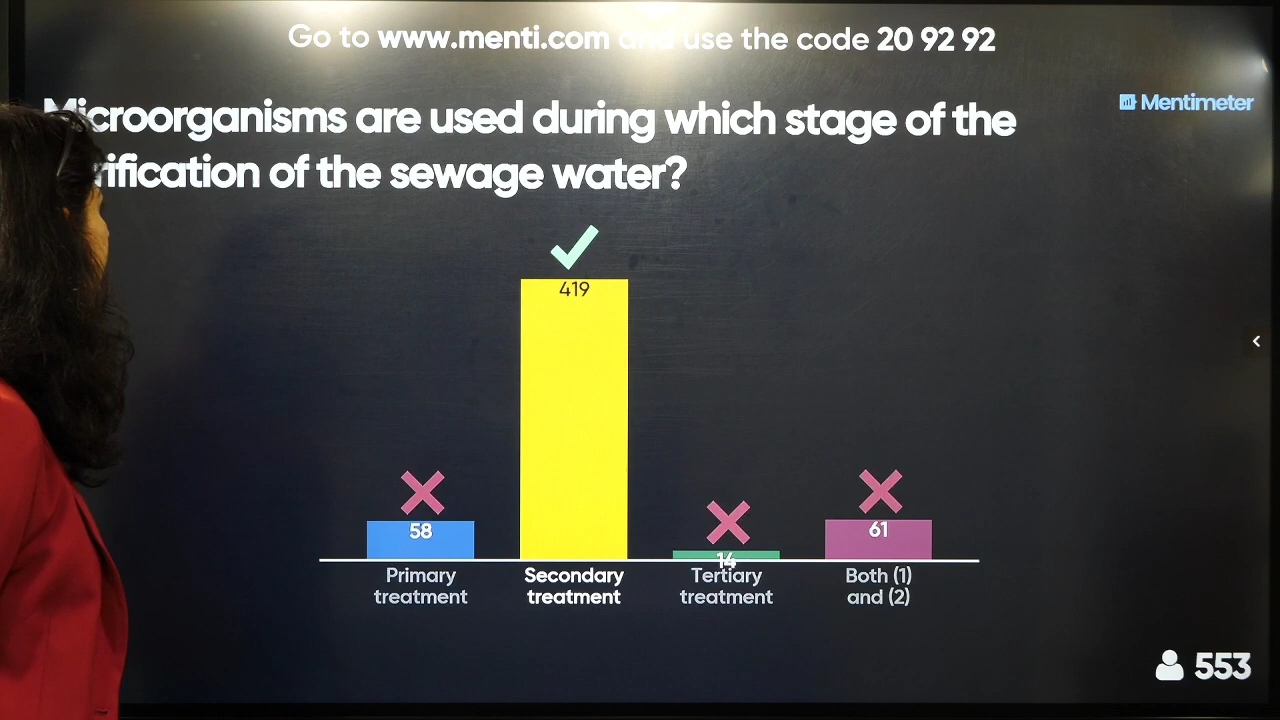 Go to www.menti.com and use the code 20 92 92
Mentimeter
Microorganisms are used during which stage of the
rification of the sewage water?
419
58
14
61
Primary
treatment
Secondary
treatment
Tertiary
treatment
Both (1)
and (2)
553